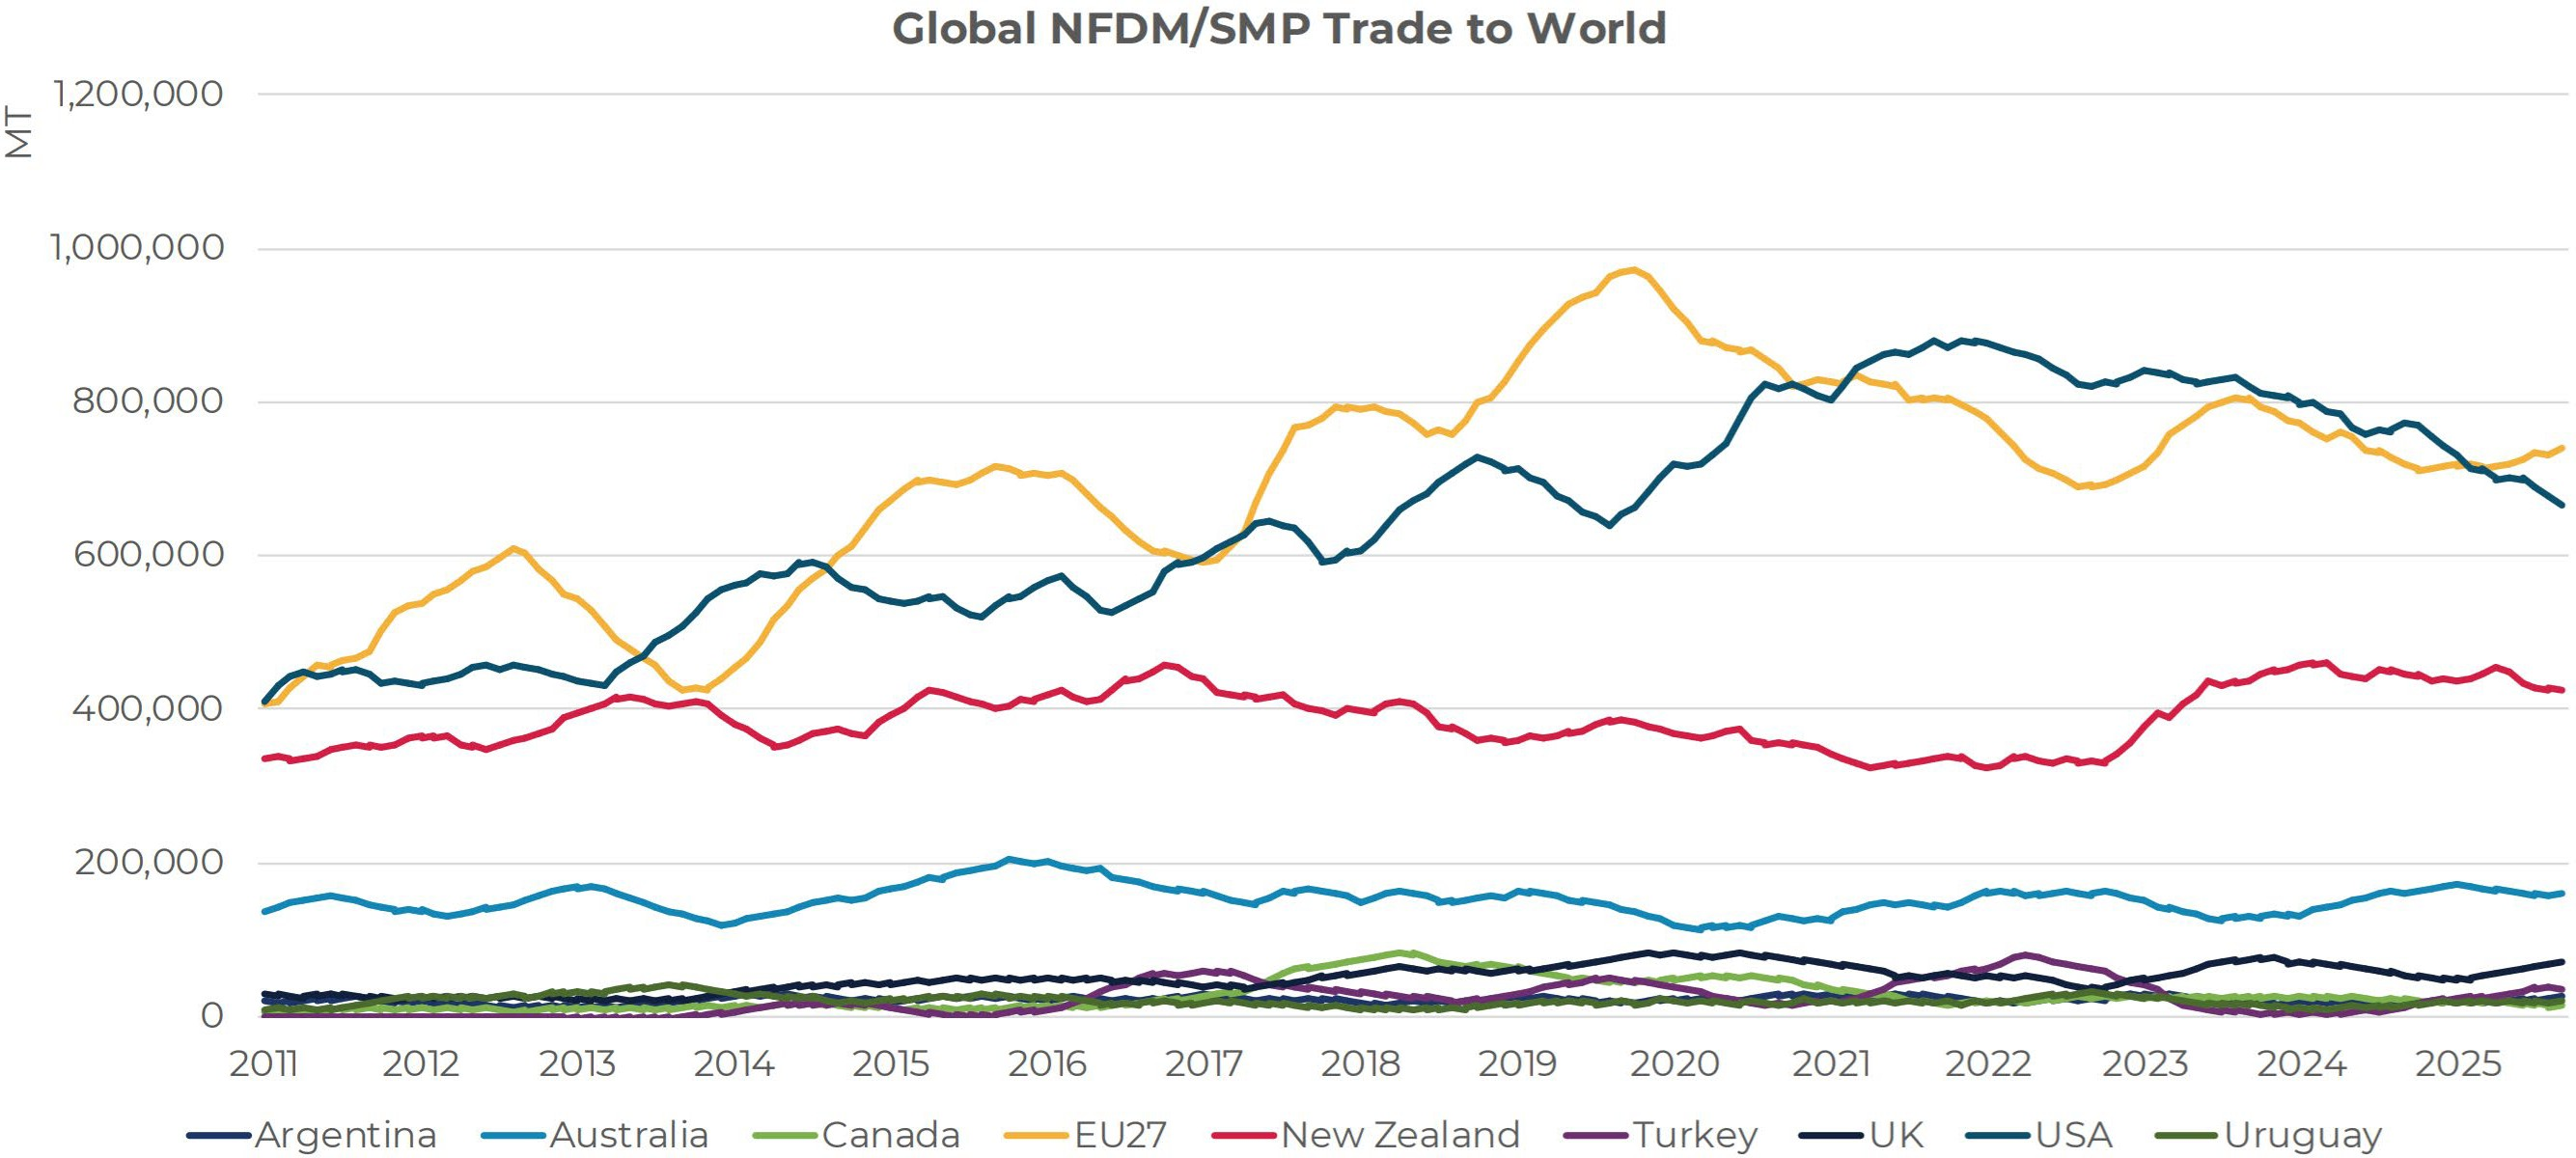 Global NFDM/SMP Trade to World
MT
1,200,000
1,000,000
800,000
600,000
400,000
200,000
0
2011 2012 2013 2014 2015 2016 2017 2018 2019 2020 2021 2022 2023 2024 2025
Argentina Australia Canada EU27 New Zealand Turkey UK USA Uruguay